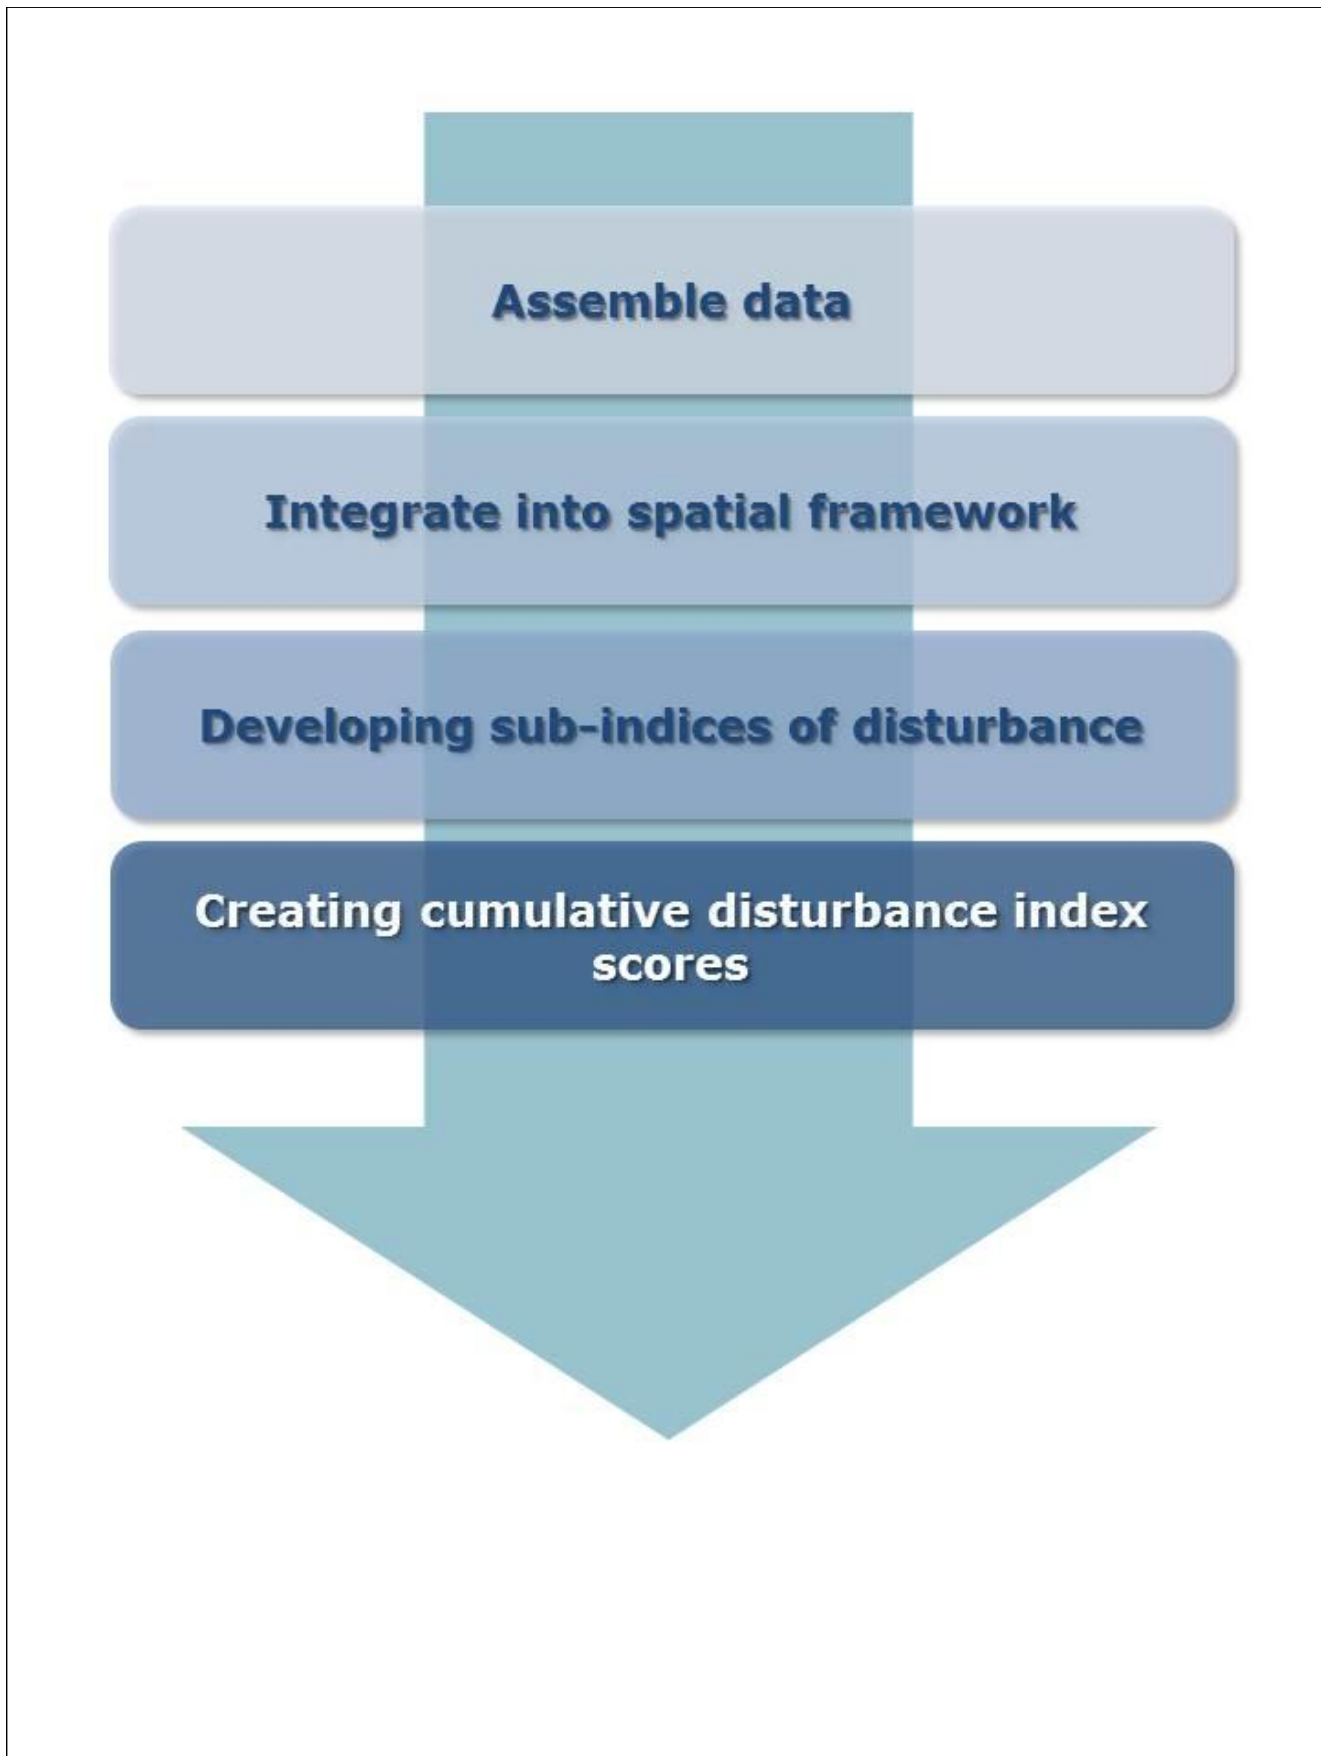 Assemble data
Integrate into spatial framework
Developing sub-indices of disturbance
Creating cumulative disturbance index
scores